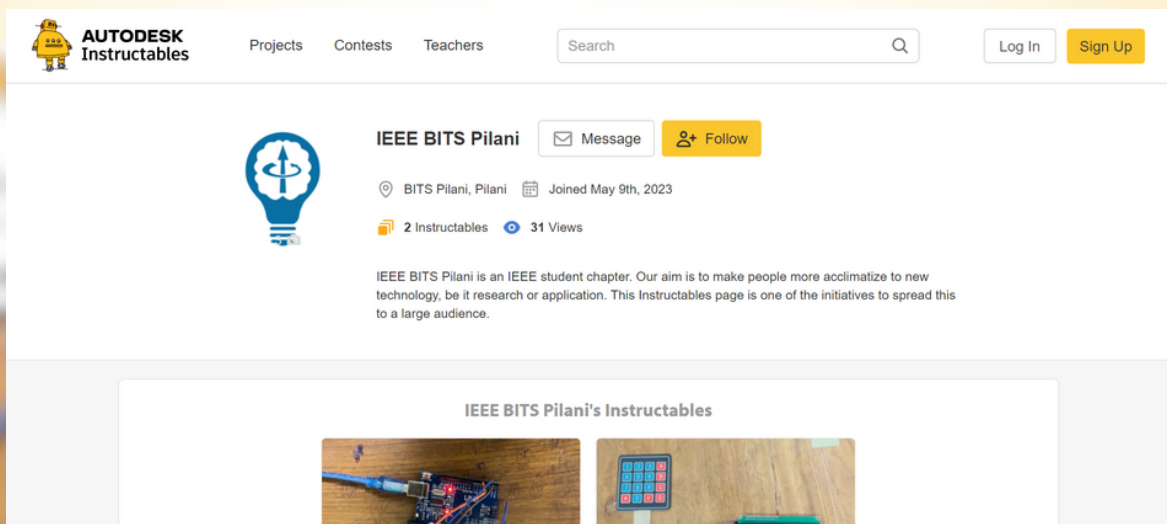 AUTODESK
Instructables
Projects Contests Teachers Search Log In Sign Up
IEEE BITS Pilani Message Follow
BITS Pilani, Pilani Joined May 9th, 2023
2 Instructables 31 Views
IEEE BITS Pilani is an IEEE student chapter. Our aim is to make people more acclimatize to new
technology, be it research or application. This Instructables page is one of the initiatives to spread this
to a large audience.
IEEE BITS Pilani's Instructables